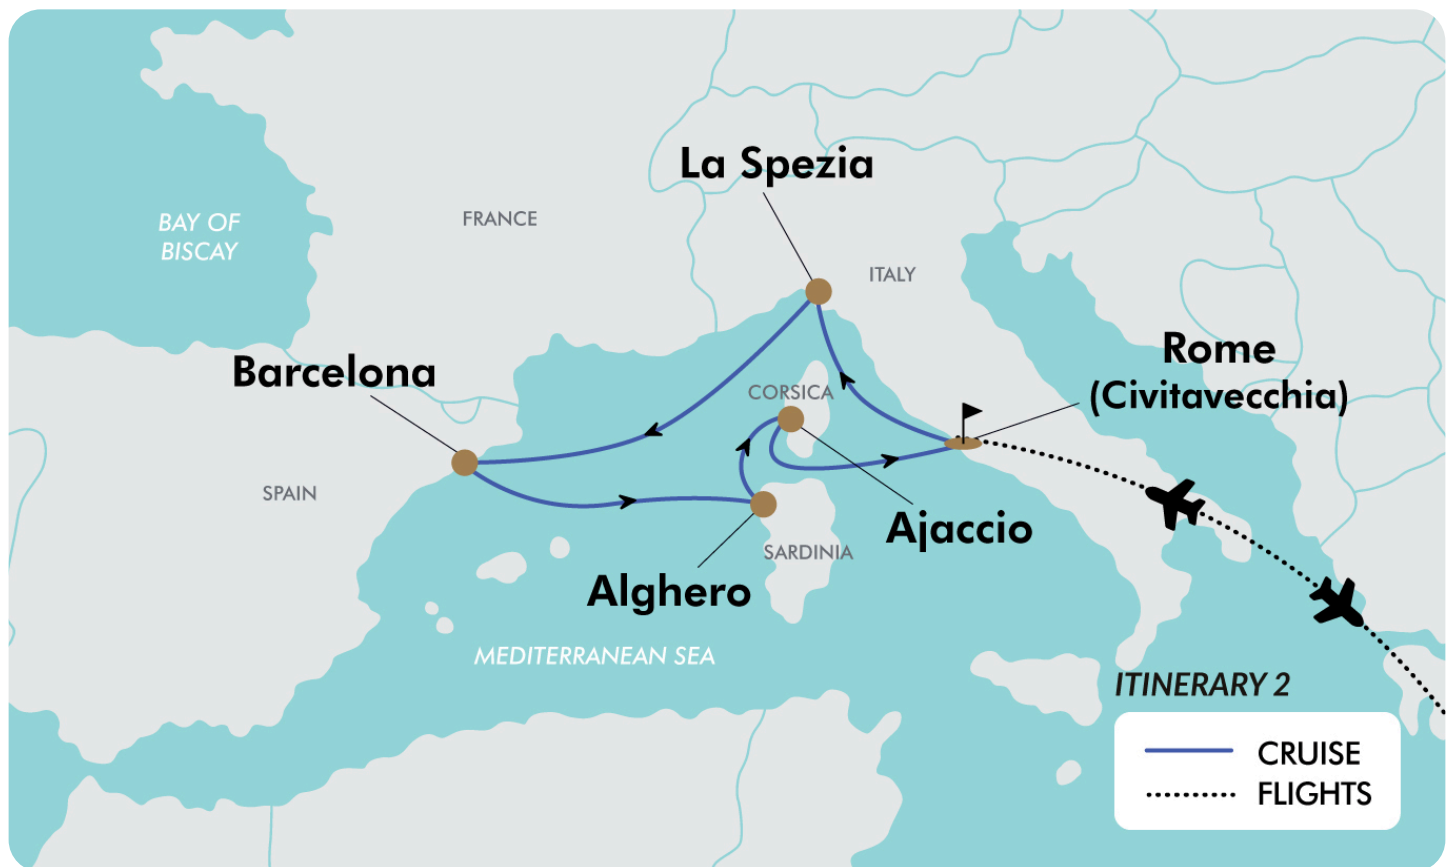 La Spezia
BAY OF
BISCAY
FRANCE
ITALY
Rome
(Civitavecchia)
Barcelona
CORSICA
SPAIN
Ajaccio
SARDINIA
Alghero
MEDITERRANEAN SEA
ITINERARY 2
CRUISE
FLIGHTS